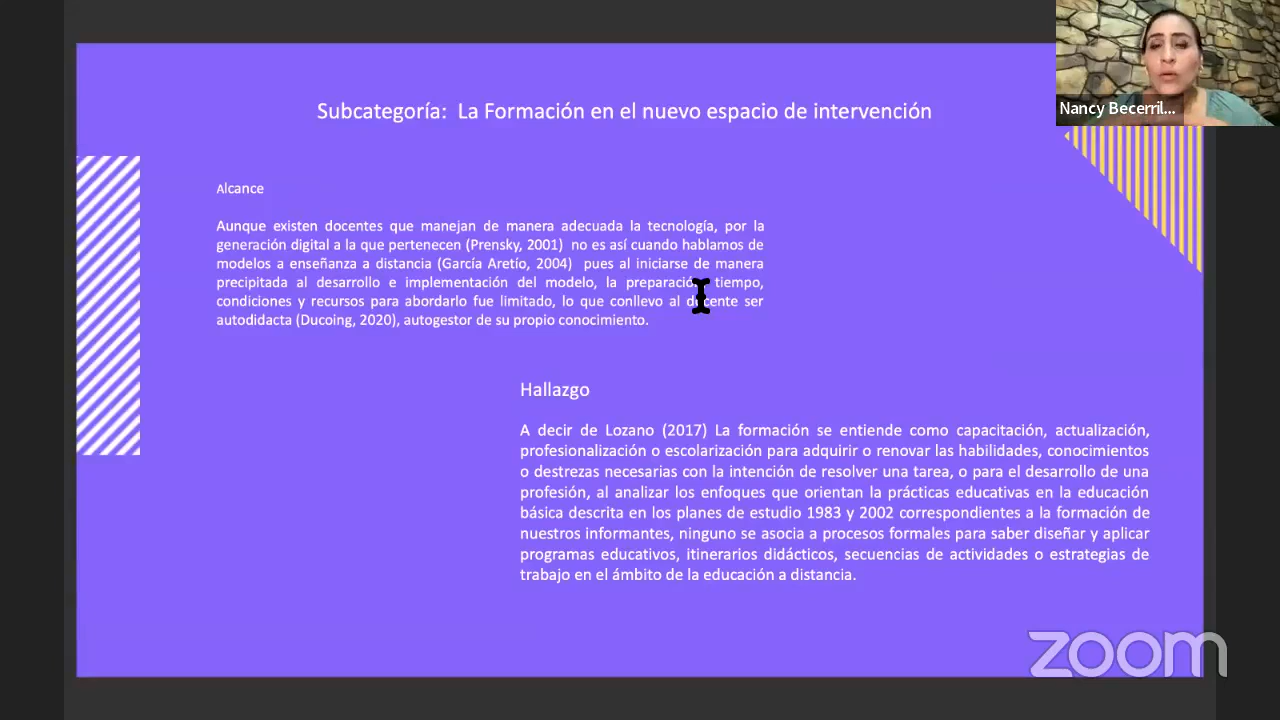 Nancy Becerril...
Subcategoría: La Formación en el nuevo espacio de intervención
Alcance
Aunque existen docentes que manejan de manera adecuada la tecnología, por la
generación digital a la que pertenecen (Prensky, 2001) no es así cuando hablamos de
modelos a enseñanza a distancia (García Aretío, 2004) pues al iniciarse de manera
precipitada al desarrollo e implementación del modelo, la preparación, tiempo,
condiciones y recursos para abordarlo fue limitado, lo que conllevo al docente ser
autodidacta (Ducoing, 2020), autogestor de su propio conocimiento.
Hallazgo
A decir de Lozano (2017) La formación se entiende como capacitación, actualización,
profesionalización o escolarización para adquirir o renovar las habilidades, conocimientos
o destrezas necesarias con la intención de resolver una tarea, o para el desarrollo de una
profesión, al analizar los enfoques que orientan la prácticas educativas en la educación
básica descrita en los planes de estudio 1983 y 2002 correspondientes a la formación de
nuestros informantes, ninguno se asocia a procesos formales para saber diseñar y aplicar
programas educativos, itinerarios didácticos, secuencias de actividades o estrategias de
trabajo en el ámbito de la educación a distancia.
zoom